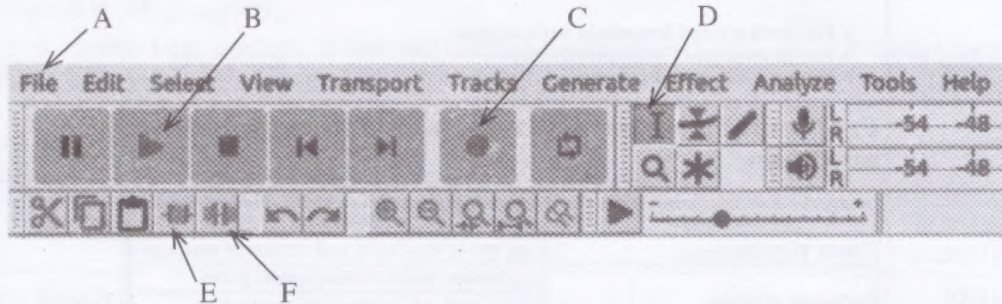 A B C D
File Edit Select View Transport Tracks Generate Effect Analyze Tools Help
L -54 -48
R
L -54 -48
R
- +
E F